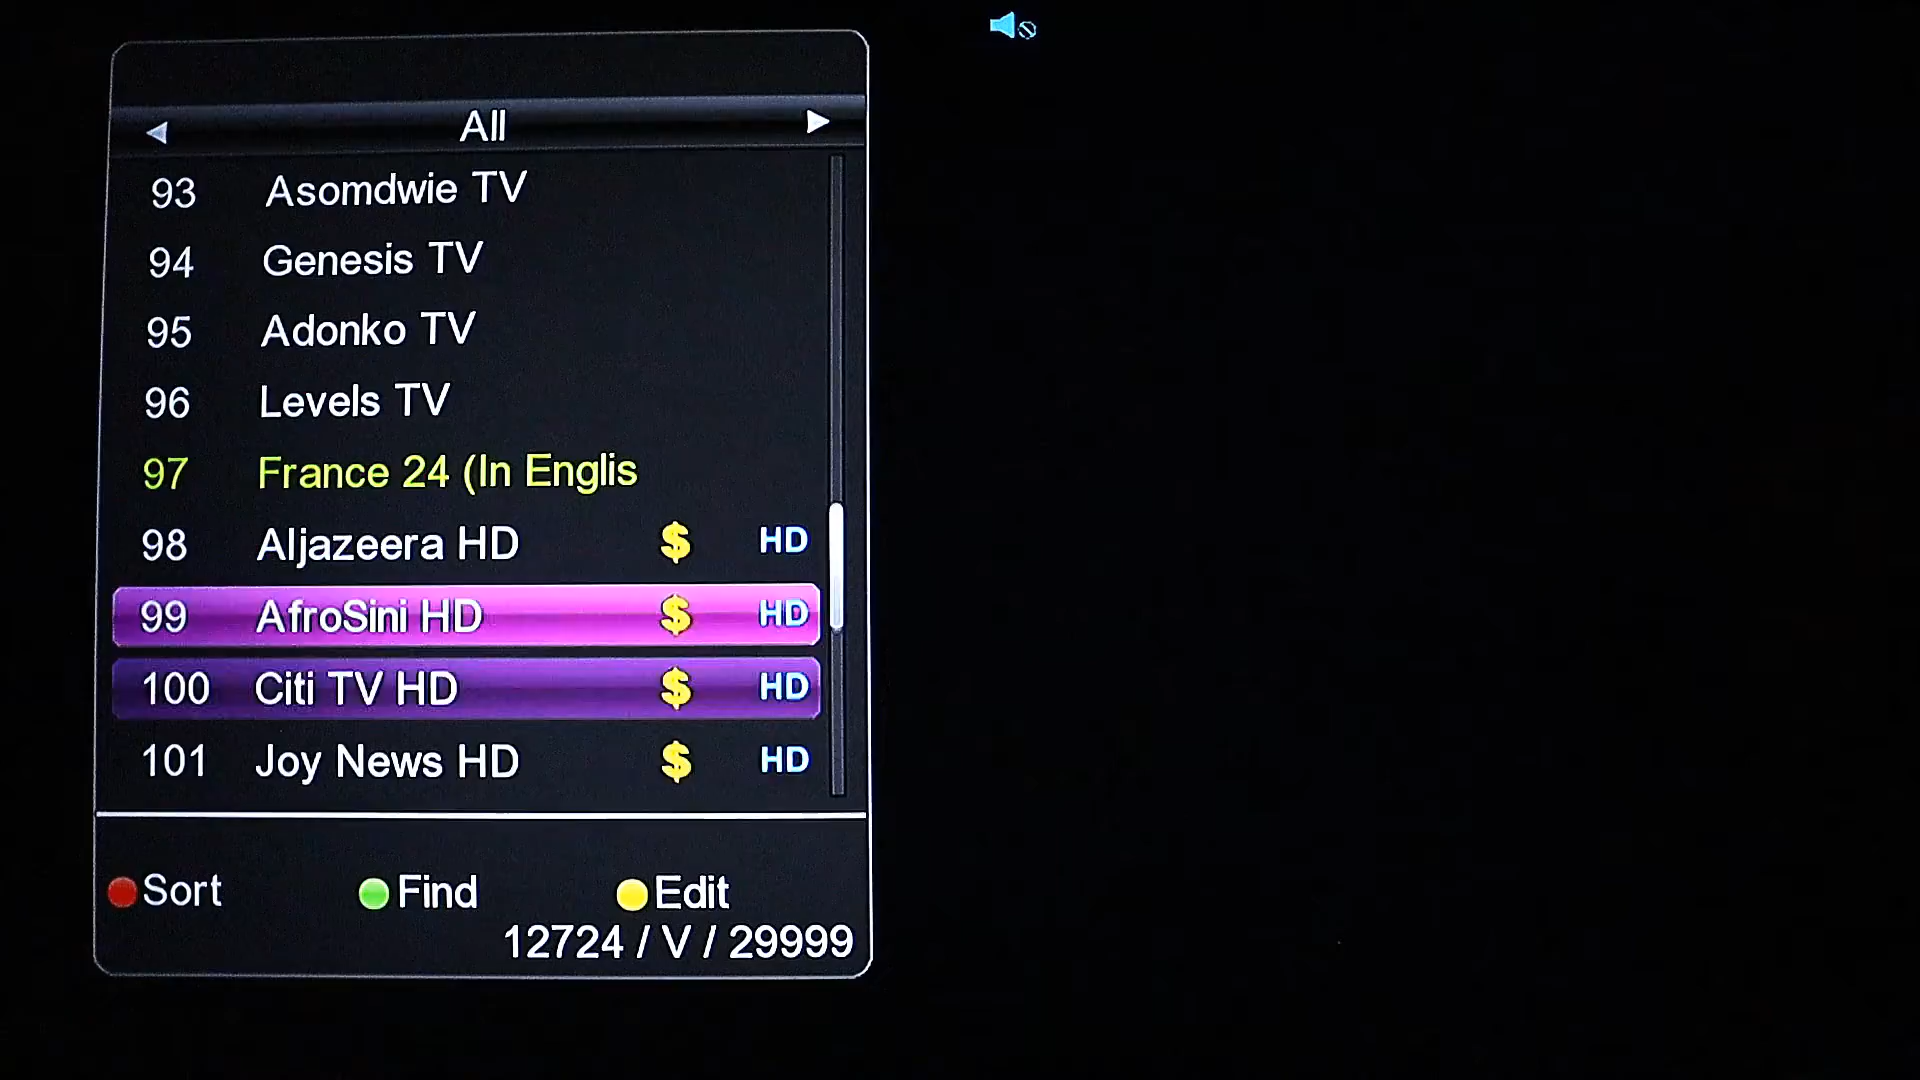 All
93 Asomdwie TV
94 Genesis TV
95 Adonko TV
96 Levels TV
97 France 24 (In Englis
98 Aljazeera HD $ HD
99 AfroSini HD $ HD
100 Citi TV HD $ HD
101 Joy News HD $ HD
Sort Find Edit
12724 / V / 29999